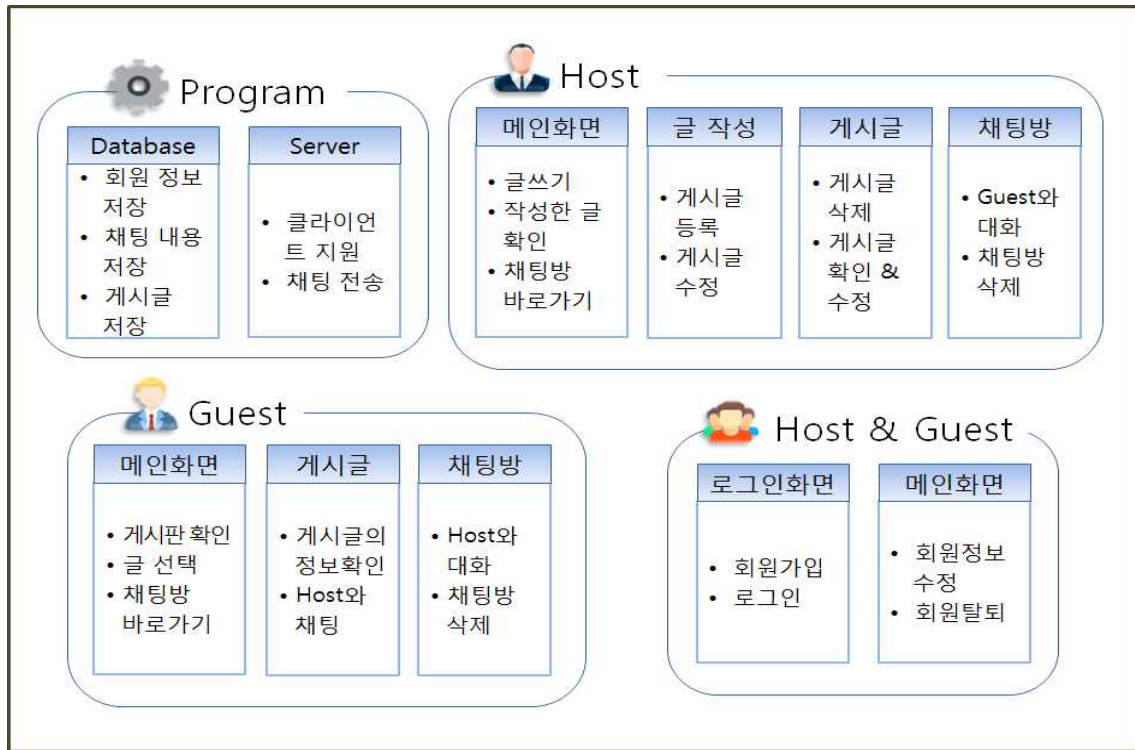 Program
Database
• 회원 정보
저장
• 채팅 내용
저장
• 게시글
저장
Server
• 클라이언
트 지원
• 채팅 전송
Host
메인화면
• 글쓰기
• 작성한 글
확인
• 채팅방
바로가기
글 작성
• 게시글
등록
• 게시글
수정
게시글
• 게시글
삭제
• 게시글
확인 &
수정
채팅방
• Guest와
대화
• 채팅방
삭제
Guest
메인화면
• 게시판 확인
• 글 선택
• 채팅방
바로가기
게시글
• 게시글의
정보확인
• Host와
채팅
채팅방
• Host와
대화
• 채팅방
삭제
Host & Guest
로그인화면
• 회원가입
• 로그인
메인화면
• 회원정보
수정
• 회원탈퇴